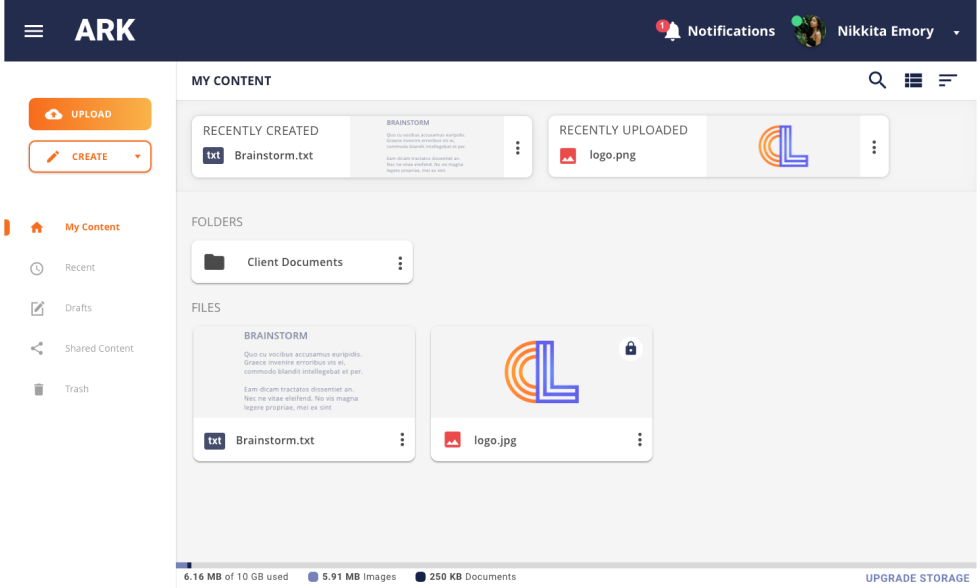 ARK
1
Notifications
Nikkita Emory
MY CONTENT
UPLOAD
CREATE
My Content
Recent
Drafts
Shared Content
Trash
RECENTLY CREATED
txt Brainstorm.txt
BRAINSTORM
Quo cu vocibus accusamus euripidis.
Graece invenire erroribus vis ei,
commodo blandit intellegebat et per.
Eam dicam tractatos dissentiet an.
Nec ne vitae eleifend. No vis magna
legere propriae, mei ex sint
RECENTLY UPLOADED
logo.png
CL
FOLDERS
Client Documents
FILES
BRAINSTORM
Quo cu vocibus accusamus euripidis.
Graece invenire erroribus vis ei,
commodo blandit intellegebat et per.
Eam dicam tractatos dissentiet an.
Nec ne vitae eleifend. No vis magna
legere propriae, mei ex sint
txt Brainstorm.txt
CL
logo.jpg
6.16 MB of 10 GB used
5.91 MB Images
250 KB Documents
UPGRADE STORAGE